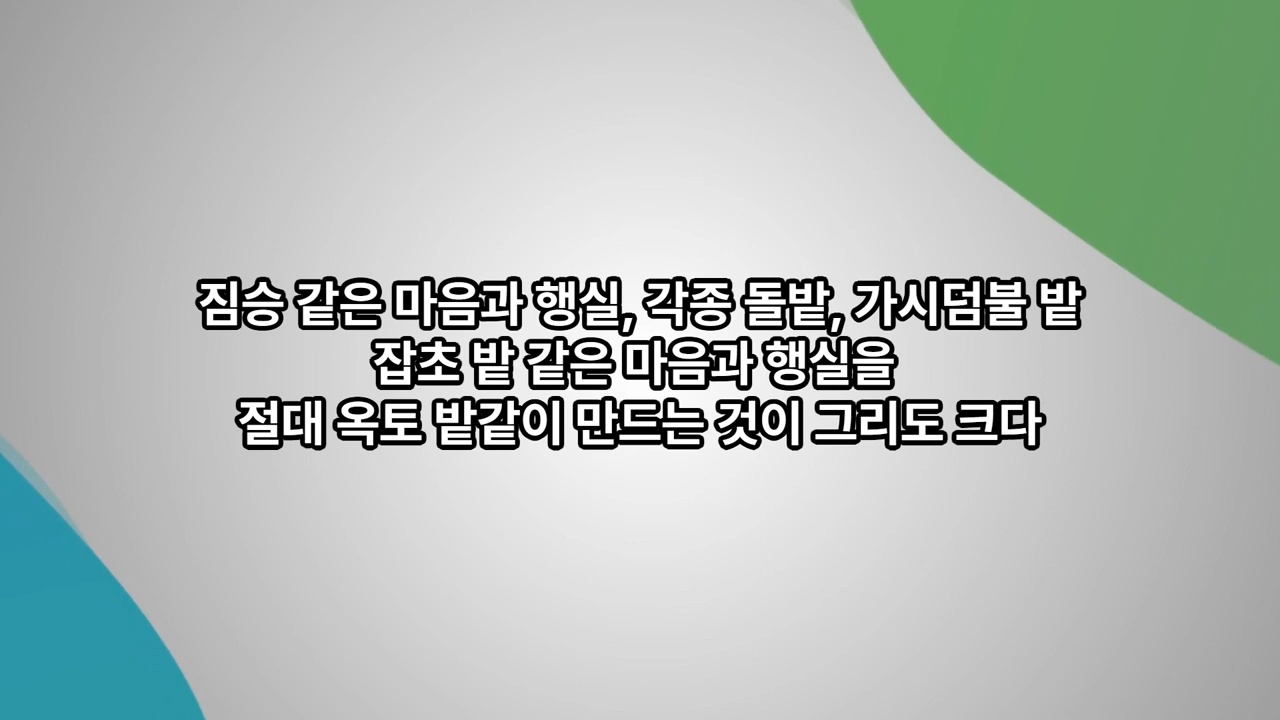 짐승 같은 마음과 행실, 각종 돌밭, 가시덤불 밭
잡초 밭 같은 마음과 행실을
절대 옥토 밭같이 만드는 것이 그리도 크다